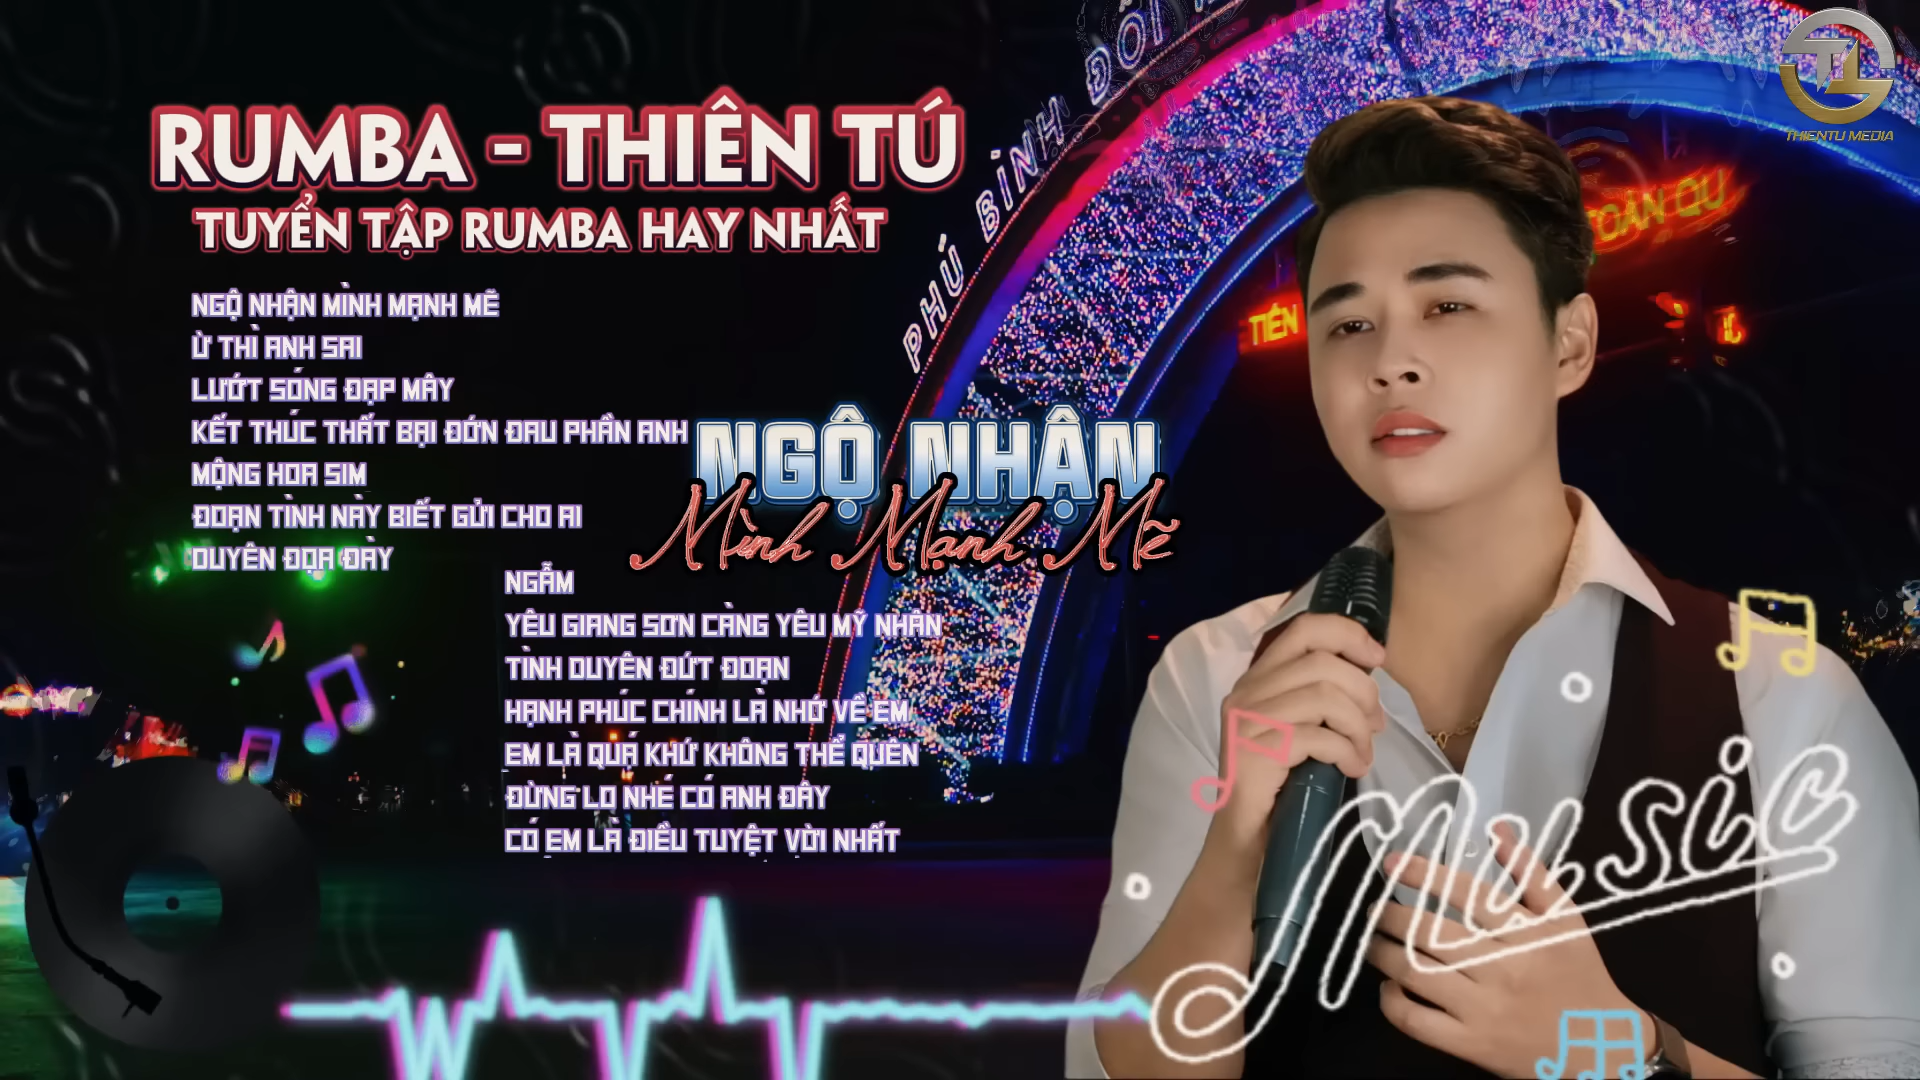 RUMBA - THIÊN TÚ
TUYỂN TẬP RUMBA HAY NHẤT
NGỘ NHẬN MÌNH MẠNH MẼ
Ừ THÌ ANH SAI
LƯỚT SÓNG ĐẠP MÂY
KẾT THÚC THẤT BẠI ĐỚN ĐAU PHẦN ANH
MỘNG HOA SIM
ĐOẠN TÌNH NÀY BIẾT GỬI CHO AI
DUYÊN ĐỌA ĐÀY
NGẪM
YÊU GIANG SƠN CÀNG YÊU MỸ NHÂN
TÌNH DUYÊN ĐỨT ĐOẠN
HẠNH PHÚC CHÍNH LÀ NHỚ VỀ EM
EM LÀ QUÁ KHỨ KHÔNG THỂ QUÊN
ĐỪNG LO NHÉ CÓ ANH ĐÂY
CÓ EM LÀ ĐIỀU TUYỆT VỜI NHẤT
NGỘ NHẬN
Mình Mạnh Mẽ
PHÚ BÌNH ĐỔI
TOÀN QU
TIẾN
THIENTU MEDIA
Music